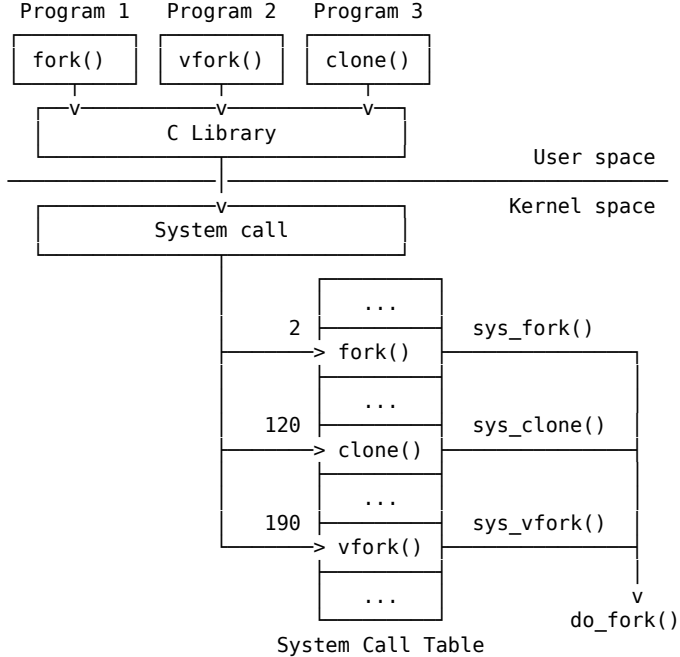 Program 1 Program 2 Program 3
fork() vfork() clone()
C Library
User space
Kernel space
System call
...
2 sys_fork()
fork()
...
120 sys_clone()
clone()
...
190 sys_vfork()
vfork()
...
do_fork()
System Call Table